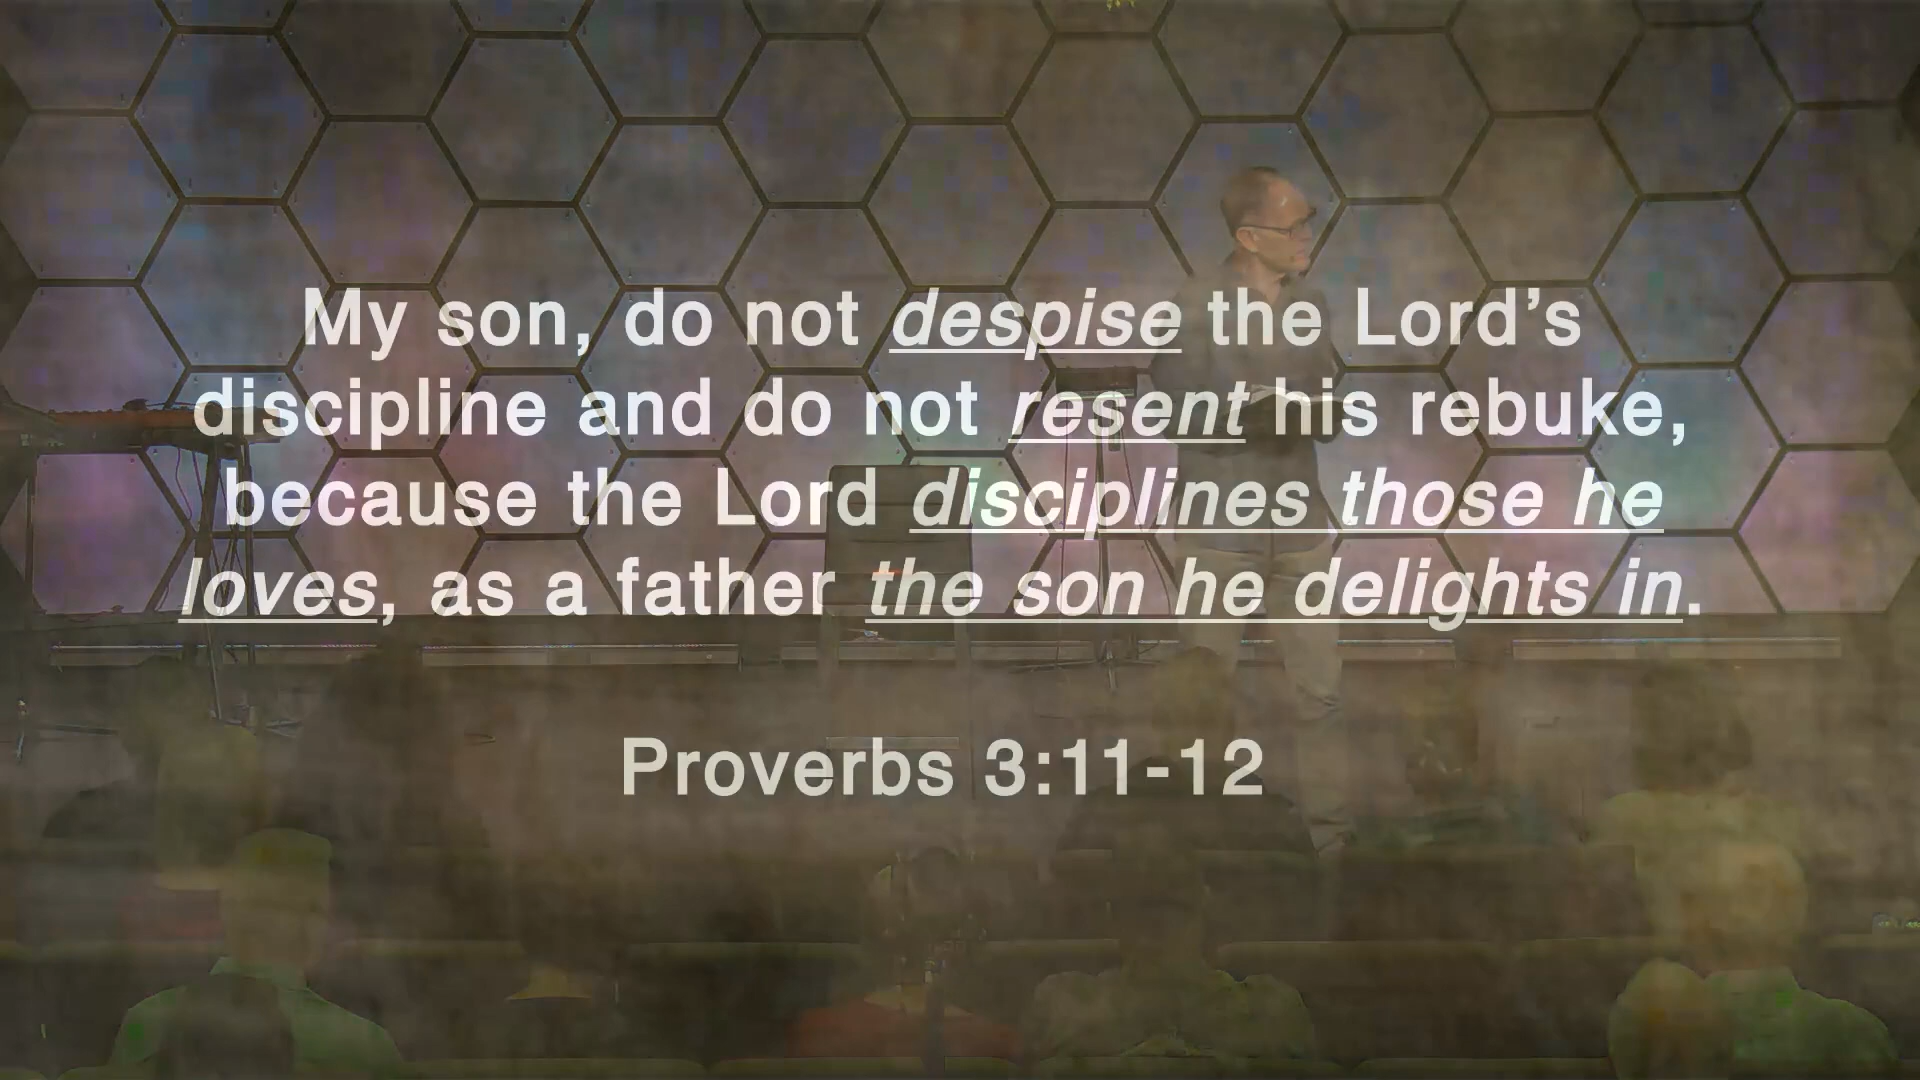 My son, do not despise the Lord’s
discipline and do not resent his rebuke,
because the Lord disciplines those he
loves, as a father the son he delights in.
Proverbs 3:11-12